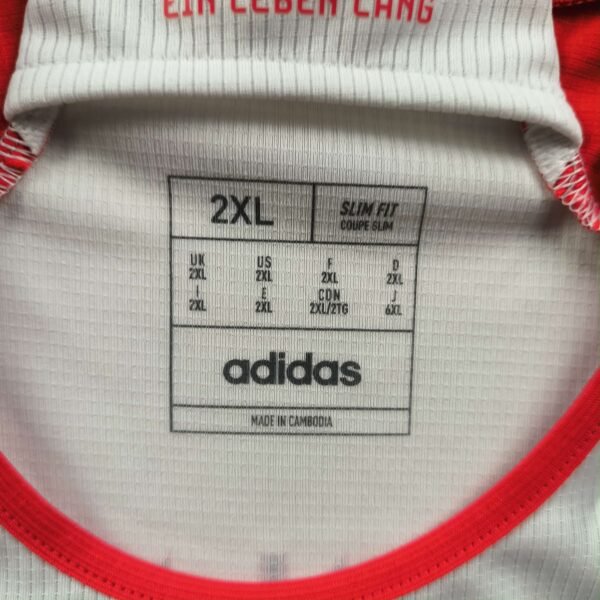 EIN LEBEN LANG
2XL
SLIM FIT
COUPE SLIM
UK US F D
2XL 2XL 2XL 2XL
I E CDN J
2XL 2XL 2XL/2TG 6XL
adidas
MADE IN CAMBODIA